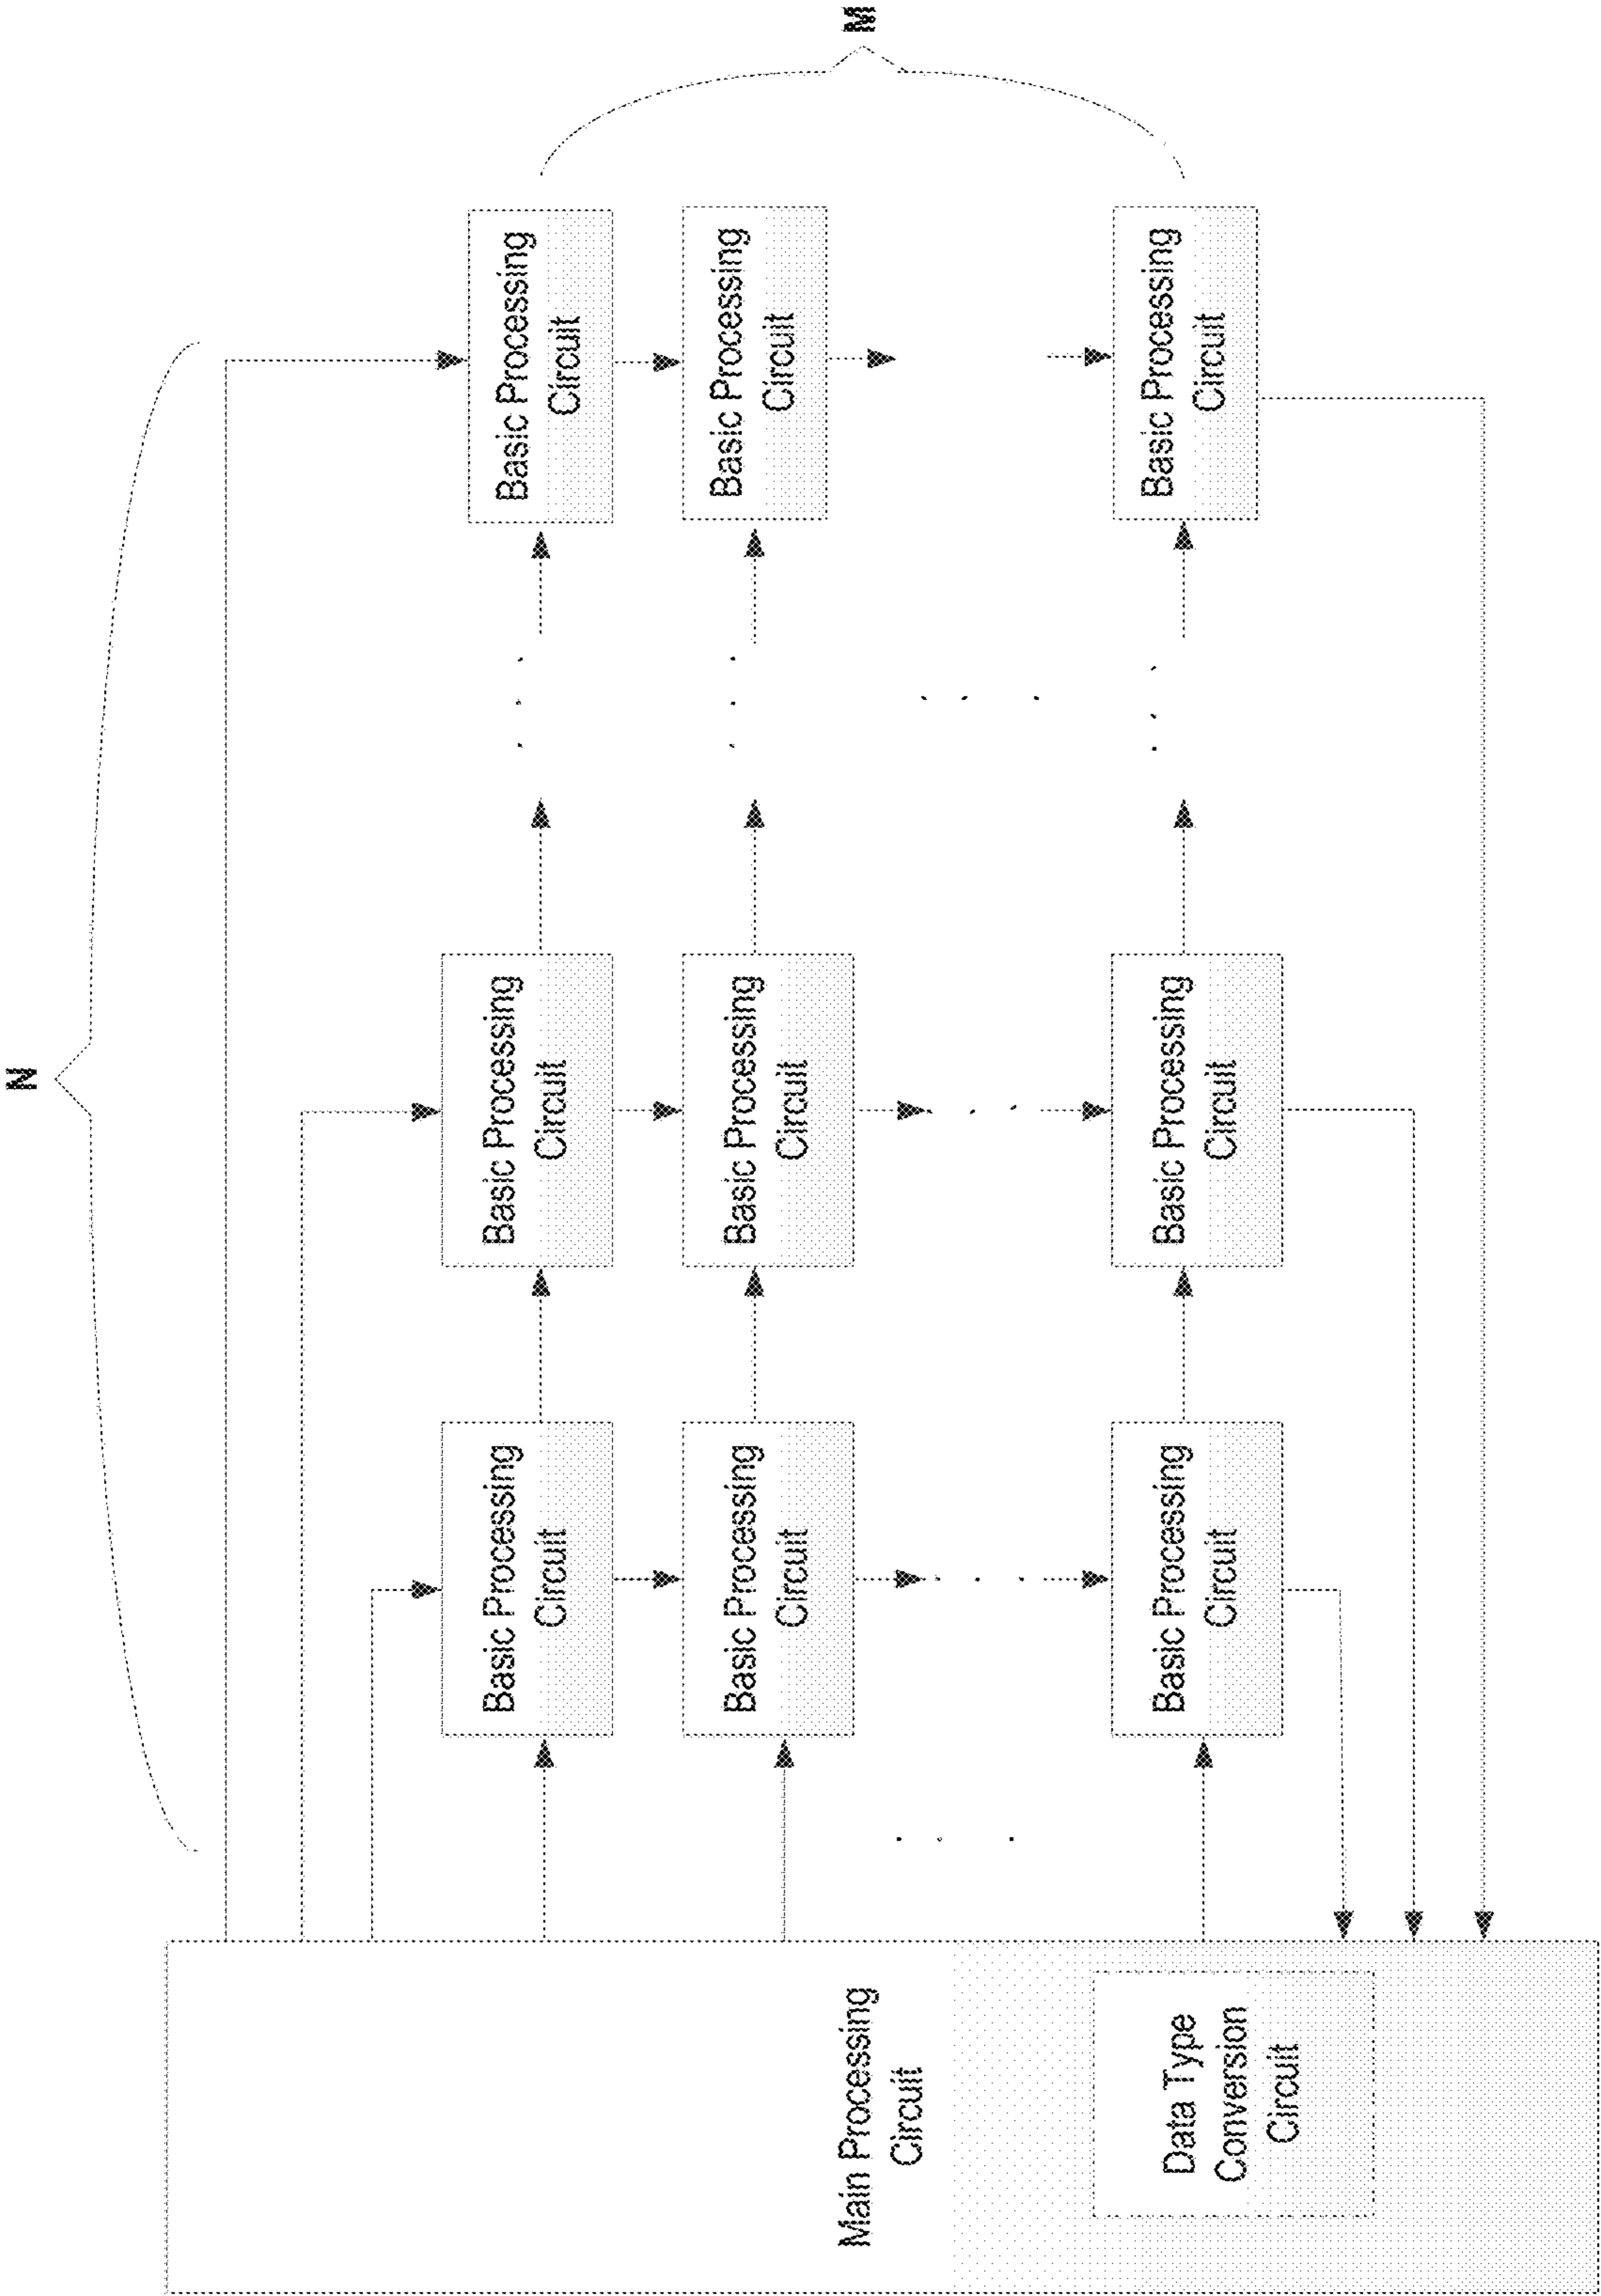 N
Basic Processing
Circuit
Basic Processing
Circuit
Basic Processing
Circuit
Basic Processing
Circuit
Basic Processing
Circuit
Basic Processing
Circuit
Main Processing
Circuit
M
Data Type
Conversion
Circuit
Basic Processing
Circuit
Basic Processing
Circuit
Basic Processing
Circuit